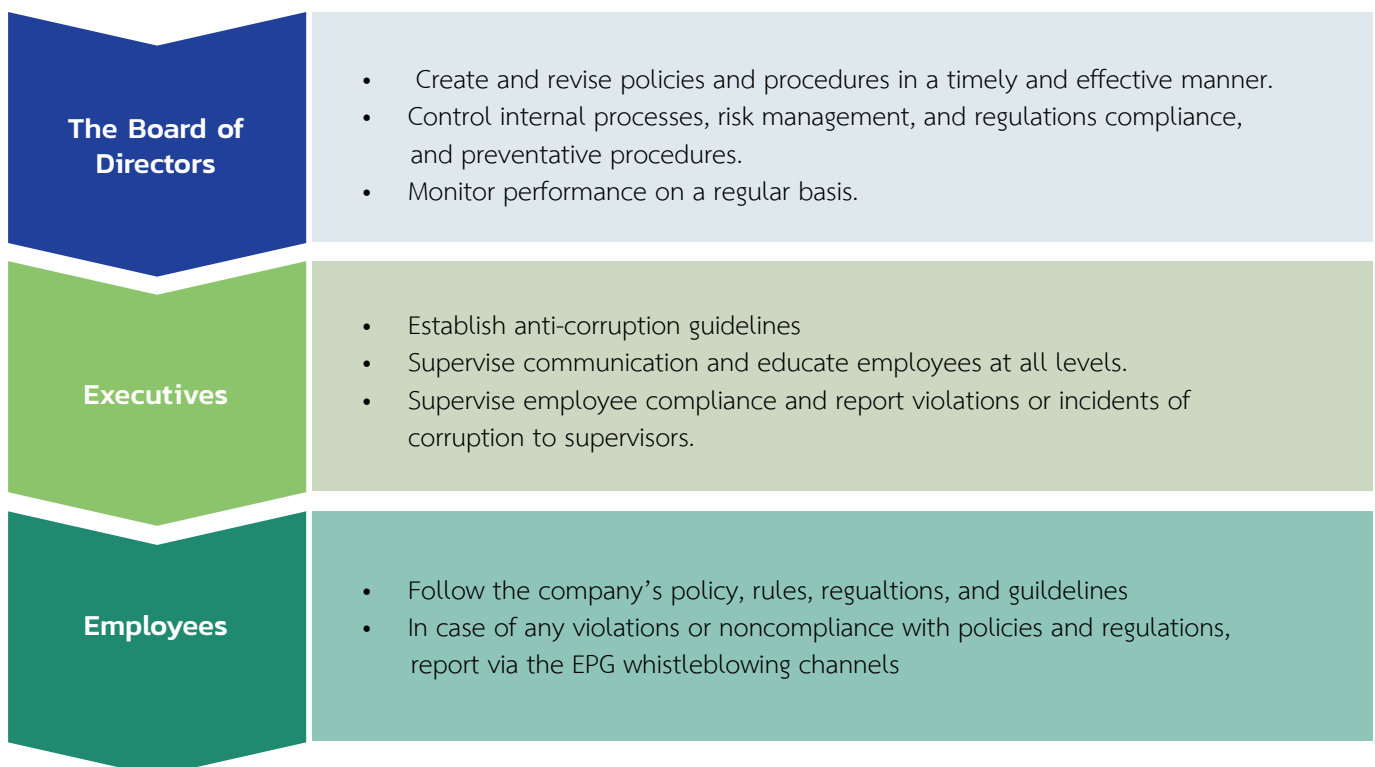 The Board of
Directors
• Create and revise policies and procedures in a timely and effective manner.
• Control internal processes, risk management, and regulations compliance,
and preventative procedures.
• Monitor performance on a regular basis.
Executives
• Establish anti-corruption guidelines
• Supervise communication and educate employees at all levels.
• Supervise employee compliance and report violations or incidents of
corruption to supervisors.
Employees
• Follow the company’s policy, rules, regualtions, and guildelines
• In case of any violations or noncompliance with policies and regulations,
report via the EPG whistleblowing channels